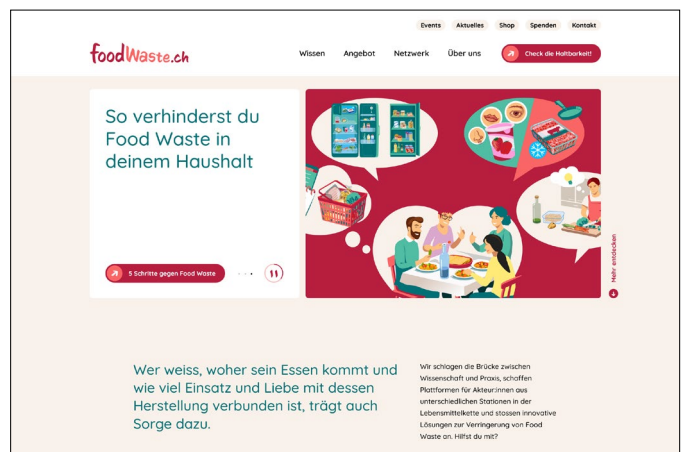 Events Aktuelles Shop Spenden Kontakt
foodWaste.ch
Wissen Angebot Netzwerk Über uns Check die Haltbarkeit!
So verhinderst du
Food Waste in
deinem Haushalt
5 Schritte gegen Food Waste
Mehr entdecken
Wer weiss, woher sein Essen kommt und
wie viel Einsatz und Liebe mit dessen
Herstellung verbunden ist, trägt auch
Sorge dazu.
Wir schlagen die Brücke zwischen
Wissenschaft und Praxis, schaffen
Plattformen für Akteur:innen aus
unterschiedlichen Stationen in der
Lebensmittelkette und stossen innovative
Lösungen zur Verringerung von Food
Waste an. Hilfst du mit?